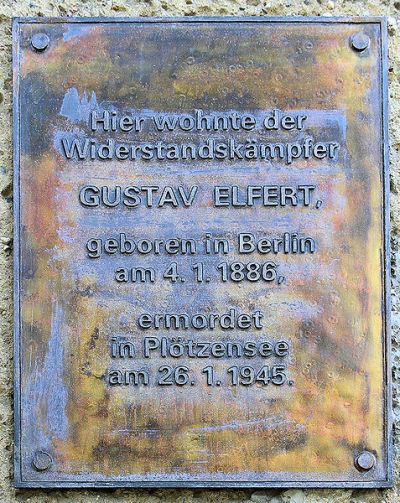 Hier wohnte der
Widerstandskämpfer
GUSTAV ELFERT,
geboren in Berlin
am 4. 1. 1886,
ermordet
in Plötzensee
am 26. 1. 1945.